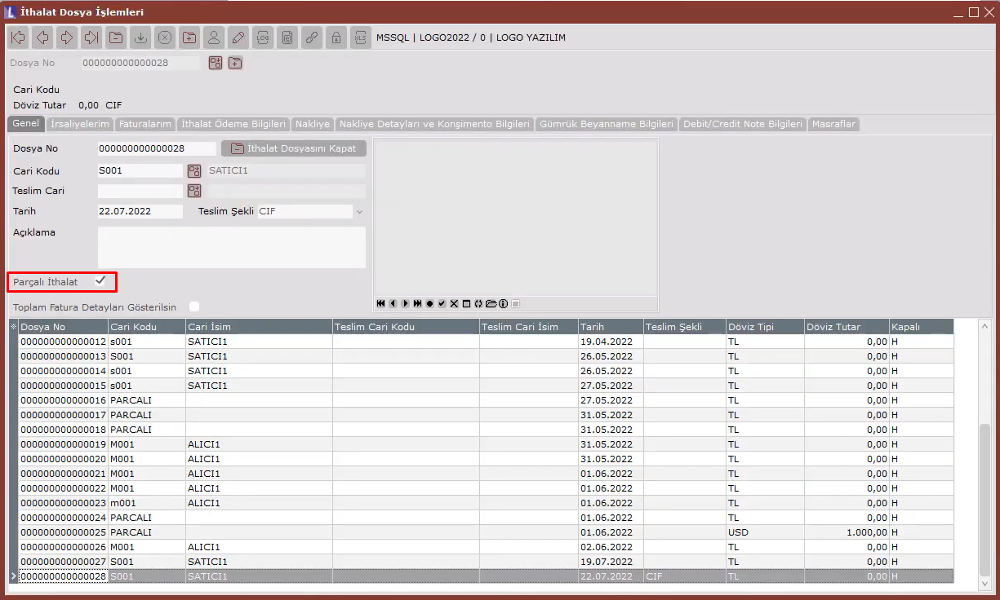 İthalat Dosya İşlemleri
MSSQL | LOGO2022 / 0 | LOGO YAZILIM
Dosya No 000000000000028
Cari Kodu
Döviz Tutar 0,00 CIF
Genel İrsaliyelerim Faturalarım İthalat Ödeme Bilgileri Nakliye Nakliye Detayları ve Konşimento Bilgileri Gümrük Beyanname Bilgileri Debit/Credit Note Bilgileri Masraflar
Dosya No 000000000000028 İthalat Dosyasını Kapat
Cari Kodu S001 SATICI1
Teslim Cari
Tarih 22.07.2022 Teslim Şekli CIF
Açıklama
Parçalı İthalat
Toplam Fatura Detayları Gösterilsin
Dosya No Cari Kodu Cari İsim Teslim Cari Kodu Teslim Cari İsim Tarih Teslim Şekli Döviz Tipi Döviz Tutar Kapalı
000000000000012 s001 SATICI1 19.04.2022 TL 0,00 H
000000000000013 S001 SATICI1 26.05.2022 TL 0,00 H
000000000000014 s001 SATICI1 26.05.2022 TL 0,00 H
000000000000015 s001 SATICI1 27.05.2022 TL 0,00 H
000000000000016 PARCALI 27.05.2022 TL 0,00 H
000000000000017 PARCALI 31.05.2022 TL 0,00 H
000000000000018 PARCALI 31.05.2022 TL 0,00 H
000000000000019 M001 ALICI1 31.05.2022 TL 0,00 H
000000000000020 M001 ALICI1 31.05.2022 TL 0,00 H
000000000000021 M001 ALICI1 01.06.2022 TL 0,00 H
000000000000022 M001 ALICI1 01.06.2022 TL 0,00 H
000000000000023 m001 ALICI1 01.06.2022 TL 0,00 H
000000000000024 PARCALI 01.06.2022 TL 0,00 H
000000000000025 PARCALI 01.06.2022 USD 1.000,00 H
000000000000026 M001 ALICI1 02.06.2022 TL 0,00 H
000000000000027 S001 SATICI1 19.07.2022 TL 0,00 H
000000000000028 S001 SATICI1 22.07.2022 CIF TL 0,00 H